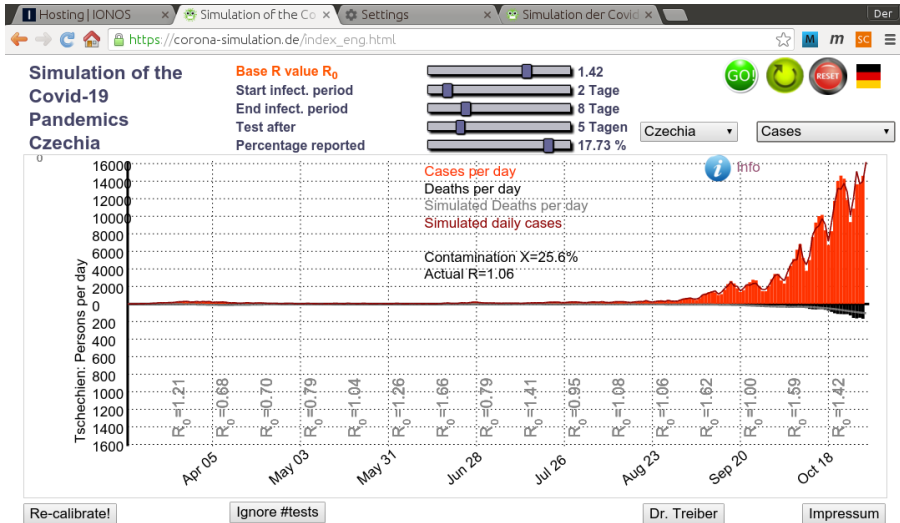 Hosting | IONOS
Simulation of the Co
Settings
Simulation der Covid
Der
https://corona-simulation.de/index_eng.html
M
m
SC
Simulation of the
Covid-19
Pandemics
Czechia
Base R value R0 1.42
Start infect. period 2 Tage
End infect. period 8 Tage
Test after 5 Tagen
Percentage reported 17.73 %
GO!
RESET
Czechia
Cases
i Info
Cases per day
Deaths per day
Simulated Deaths per day
Simulated daily cases
Contamination X=25.6%
Actual R=1.06
Tschechien: Persons per day
0
16000
14000
12000
10000
8000
6000
4000
2000
0
200
400
600
800
1000
1200
1400
1600
R0=1.21
R0=0.68
R0=0.70
R0=0.79
R0=1.04
R0=1.26
R0=1.66
R0=0.79
R0=1.41
R0=0.95
R0=1.08
R0=1.06
R0=1.62
R0=1.00
R0=1.59
R0=1.42
Apr 05
May 03
May 31
Jun 28
Jul 26
Aug 23
Sep 20
Oct 18
Re-calibrate!
Ignore #tests
Dr. Treiber
Impressum